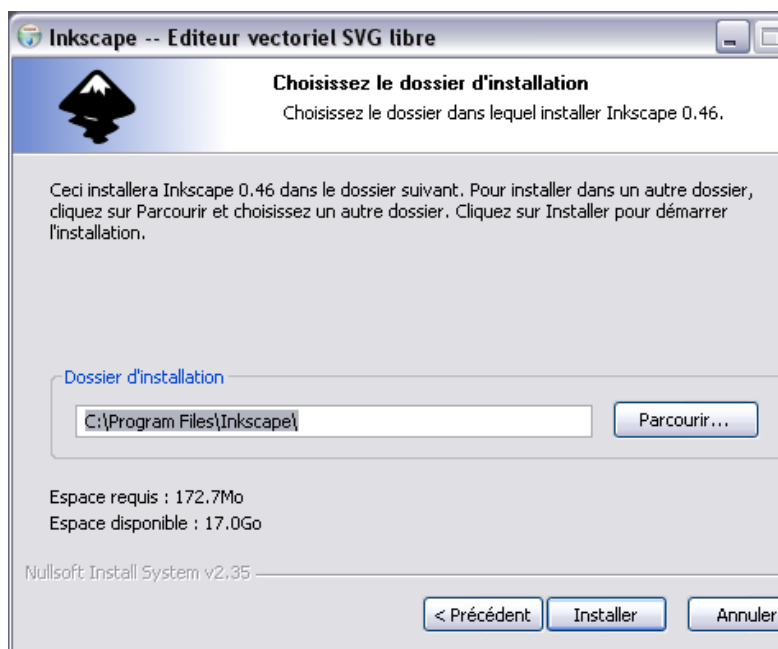 Inkscape -- Editeur vectoriel SVG libre
Choisissez le dossier d'installation
Choisissez le dossier dans lequel installer Inkscape 0.46.
Ceci installera Inkscape 0.46 dans le dossier suivant. Pour installer dans un autre dossier,
cliquez sur Parcourir et choisissez un autre dossier. Cliquez sur Installer pour démarrer
l'installation.
Dossier d'installation
C:\Program Files\Inkscape\
Parcourir...
Espace requis : 172.7Mo
Espace disponible : 17.0Go
Nullsoft Install System v2.35
< Précédent
Installer
Annuler